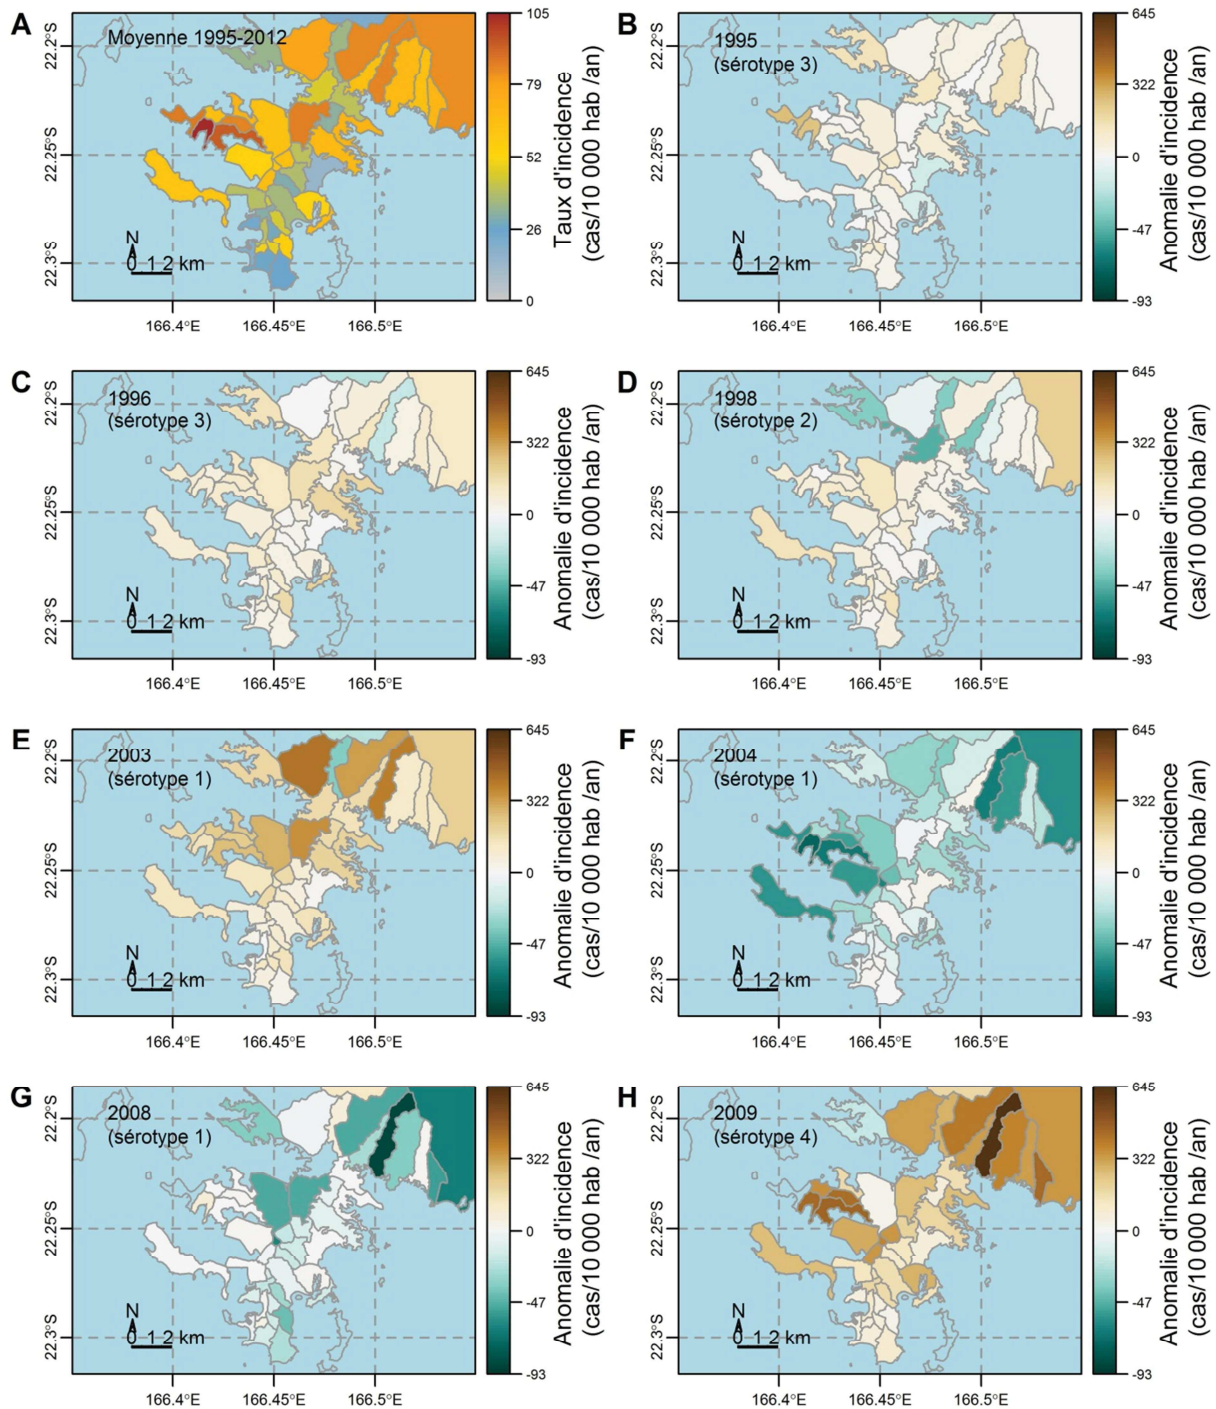 A
Moyenne 1995-2012
22.2°S
22.25°S
22.3°S
N
0 1 2 km
166.4°E
166.45°E
166.5°E
105
79
52
26
0
Taux d'incidence
(cas/10 000 hab /an)
B
1995
(sérotype 3)
22.2°S
22.25°S
22.3°S
N
0 1 2 km
166.4°E
166.45°E
166.5°E
645
322
0
-47
-93
Anomalie d'incidence
(cas/10 000 hab /an)
C
1996
(sérotype 3)
22.2°S
22.25°S
22.3°S
N
0 1 2 km
166.4°E
166.45°E
166.5°E
645
322
0
-47
-93
Anomalie d'incidence
(cas/10 000 hab /an)
D
1998
(sérotype 2)
22.2°S
22.25°S
22.3°S
N
0 1 2 km
166.4°E
166.45°E
166.5°E
645
322
0
-47
-93
Anomalie d'incidence
(cas/10 000 hab /an)
E
2003
(sérotype 1)
22.2°S
22.25°S
22.3°S
N
0 1 2 km
166.4°E
166.45°E
166.5°E
645
322
0
-47
-93
Anomalie d'incidence
(cas/10 000 hab /an)
F
2004
(sérotype 1)
22.2°S
22.25°S
22.3°S
N
0 1 2 km
166.4°E
166.45°E
166.5°E
645
322
0
-47
-93
Anomalie d'incidence
(cas/10 000 hab /an)
G
2008
(sérotype 1)
22.2°S
22.25°S
22.3°S
N
0 1 2 km
166.4°E
166.45°E
166.5°E
645
322
0
-47
-93
Anomalie d'incidence
(cas/10 000 hab /an)
H
2009
(sérotype 4)
22.2°S
22.25°S
22.3°S
N
0 1 2 km
166.4°E
166.45°E
166.5°E
645
322
0
-47
-93
Anomalie d'incidence
(cas/10 000 hab /an)